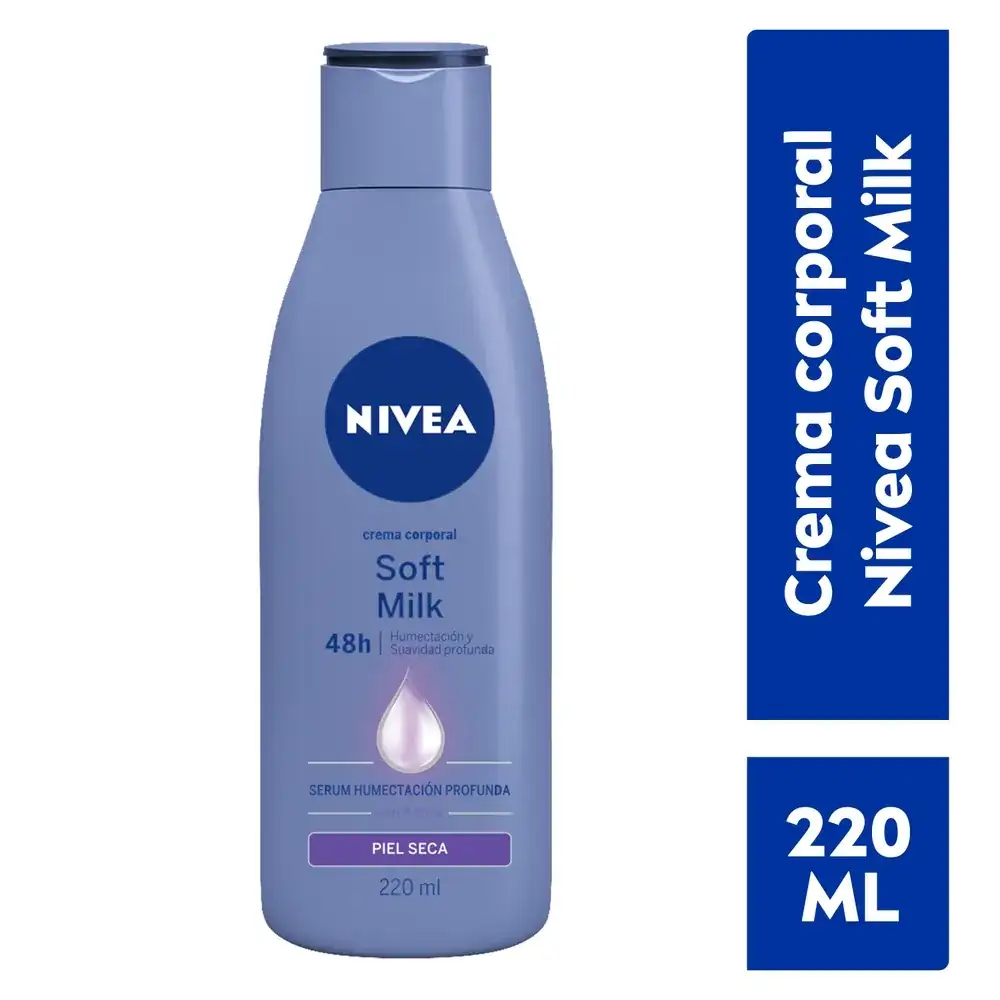 NIVEA
crema corporal
Soft
Milk
48h
Humectación y
Suavidad profunda
SERUM HUMECTACIÓN PROFUNDA
PIEL SECA
220 ml
Crema corporal
Nivea Soft Milk
220
ML